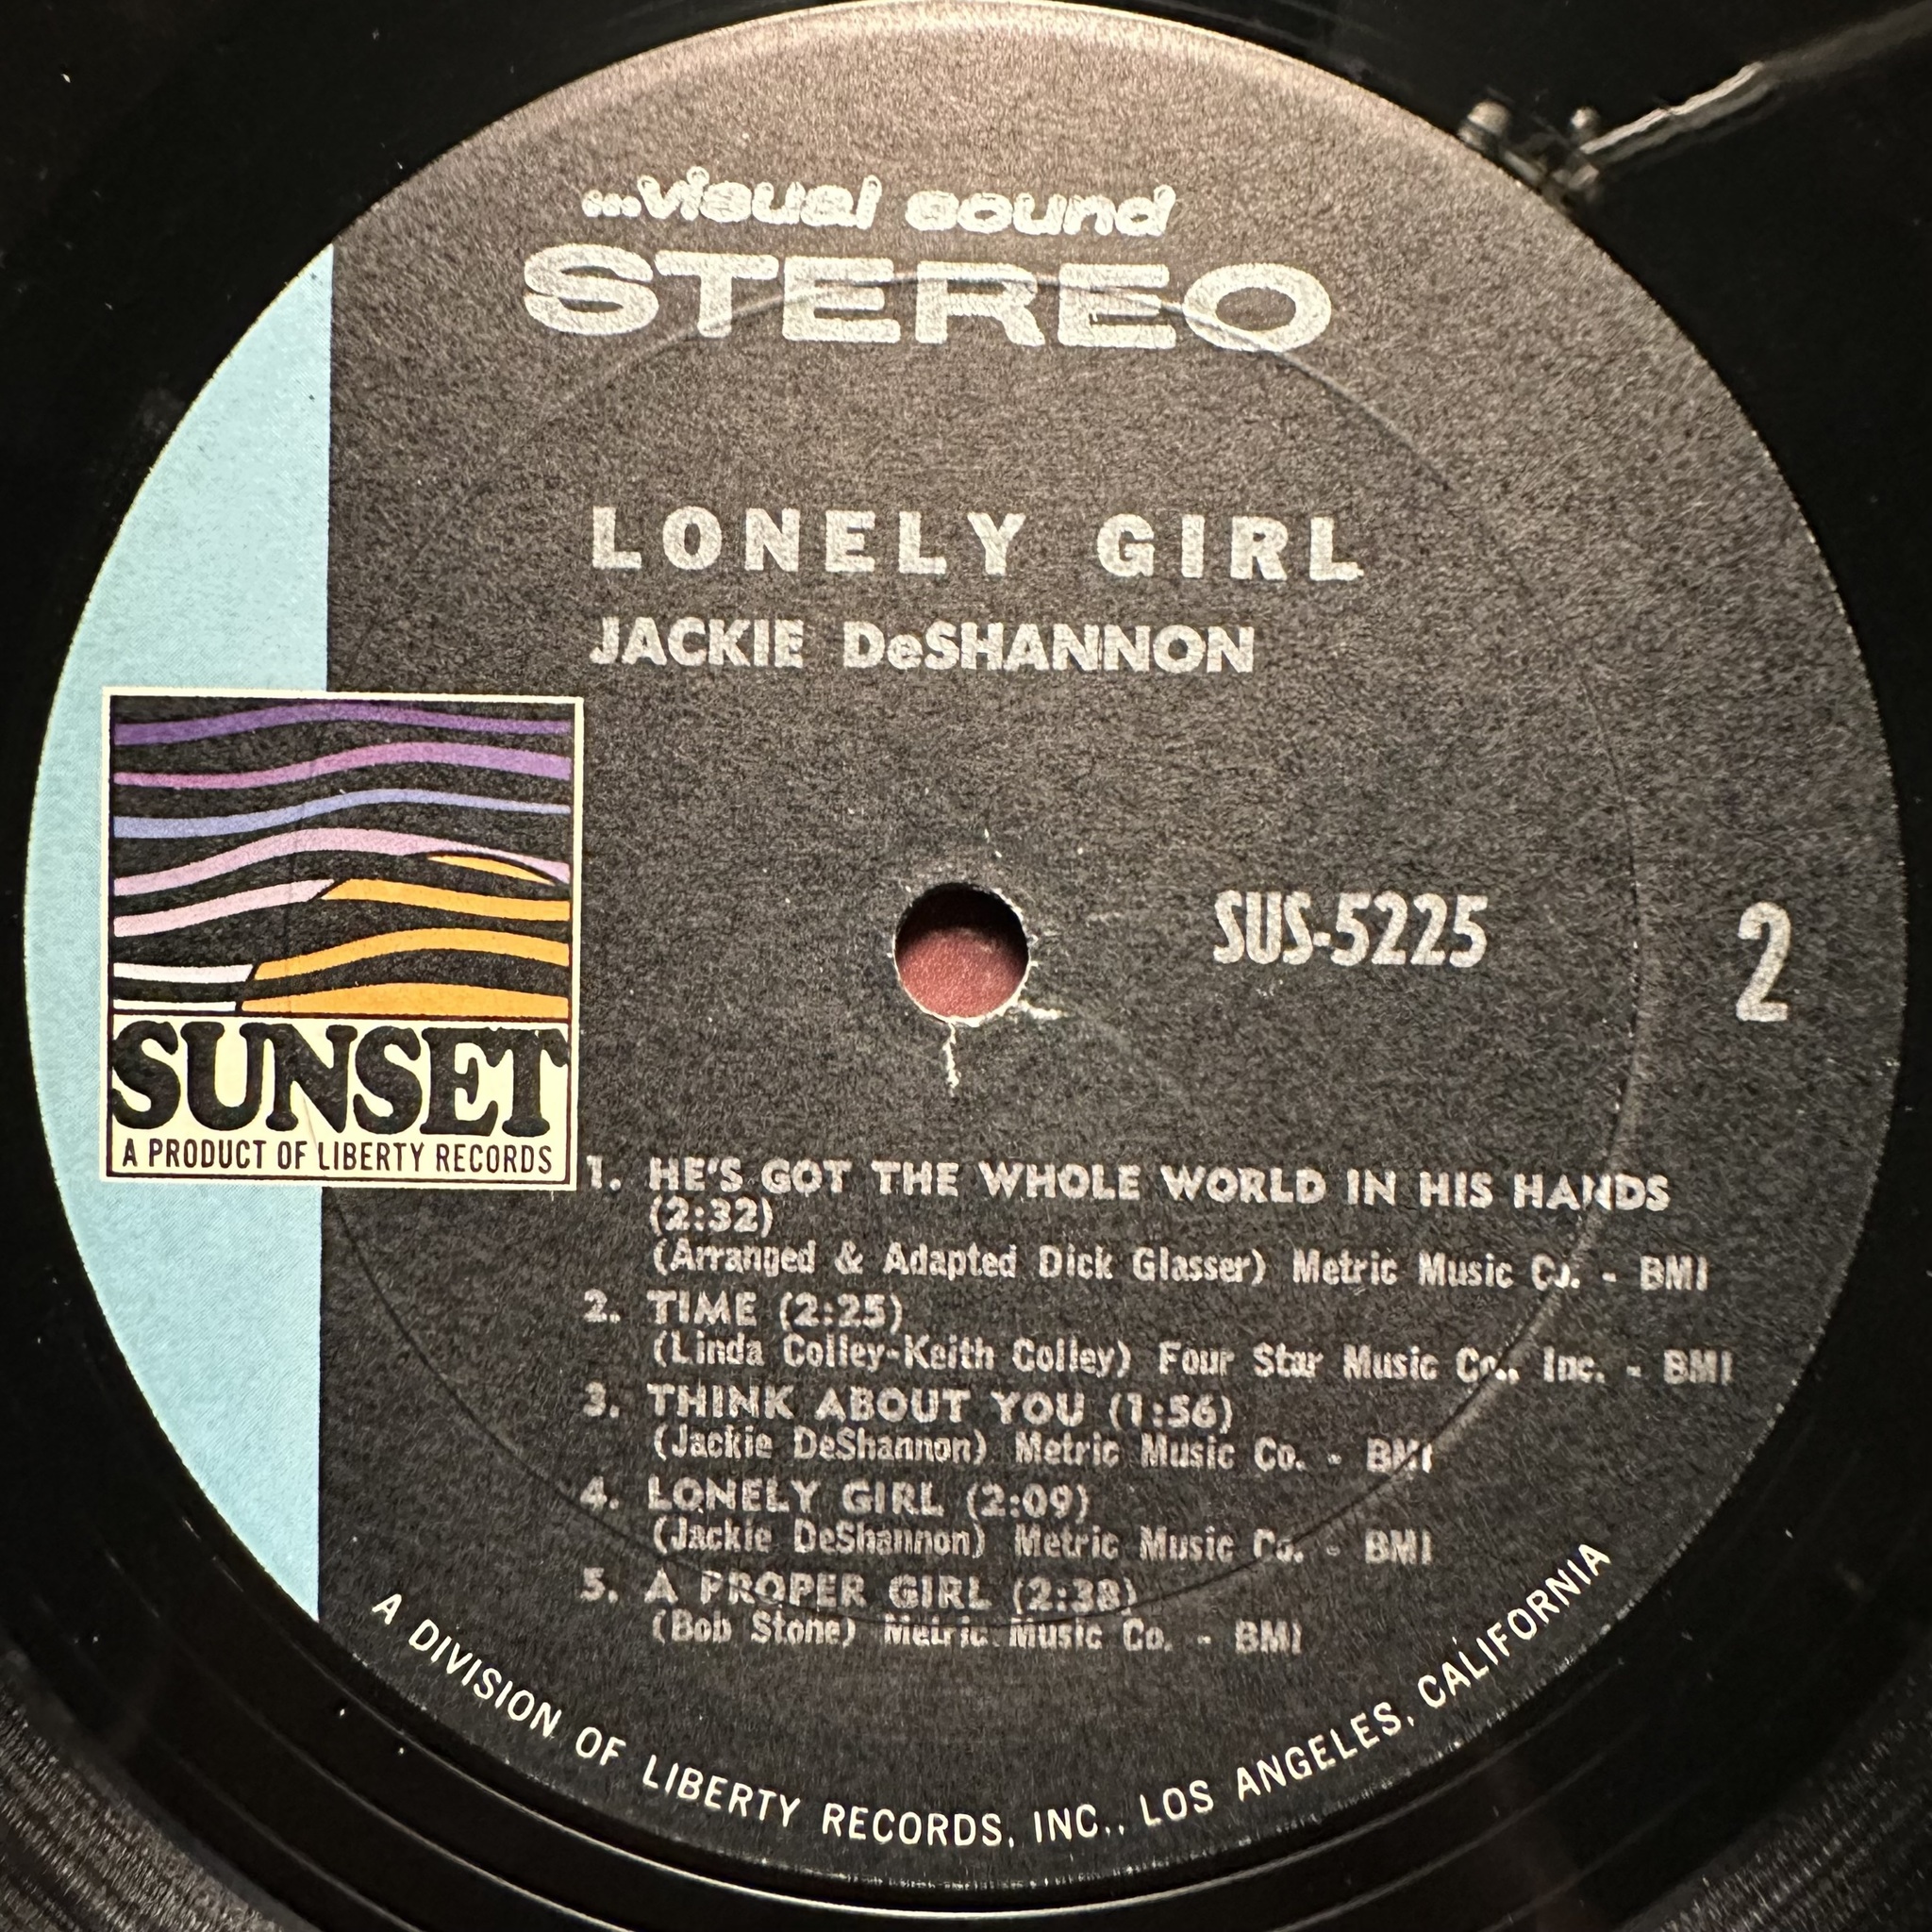 ...visual sound
STEREO
LONELY GIRL
JACKIE DeSHANNON
SUS-5225
2
SUNSET
A PRODUCT OF LIBERTY RECORDS
1. HE'S GOT THE WHOLE WORLD IN HIS HANDS
(2:32)
(Arranged & Adapted Dick Glasser) Metric Music Co. - BMI
2. TIME (2:25)
(Linda Colley-Keith Colley) Four Star Music Co., Inc. - BMI
3. THINK ABOUT YOU (1:56)
(Jackie DeShannon) Metric Music Co. - BMI
4. LONELY GIRL (2:09)
(Jackie DeShannon) Metric Music Co. - BMI
5. A PROPER GIRL (2:38)
(Bob Stone) Metric Music Co. - BMI
A DIVISION OF LIBERTY RECORDS, INC., LOS ANGELES, CALIFORNIA